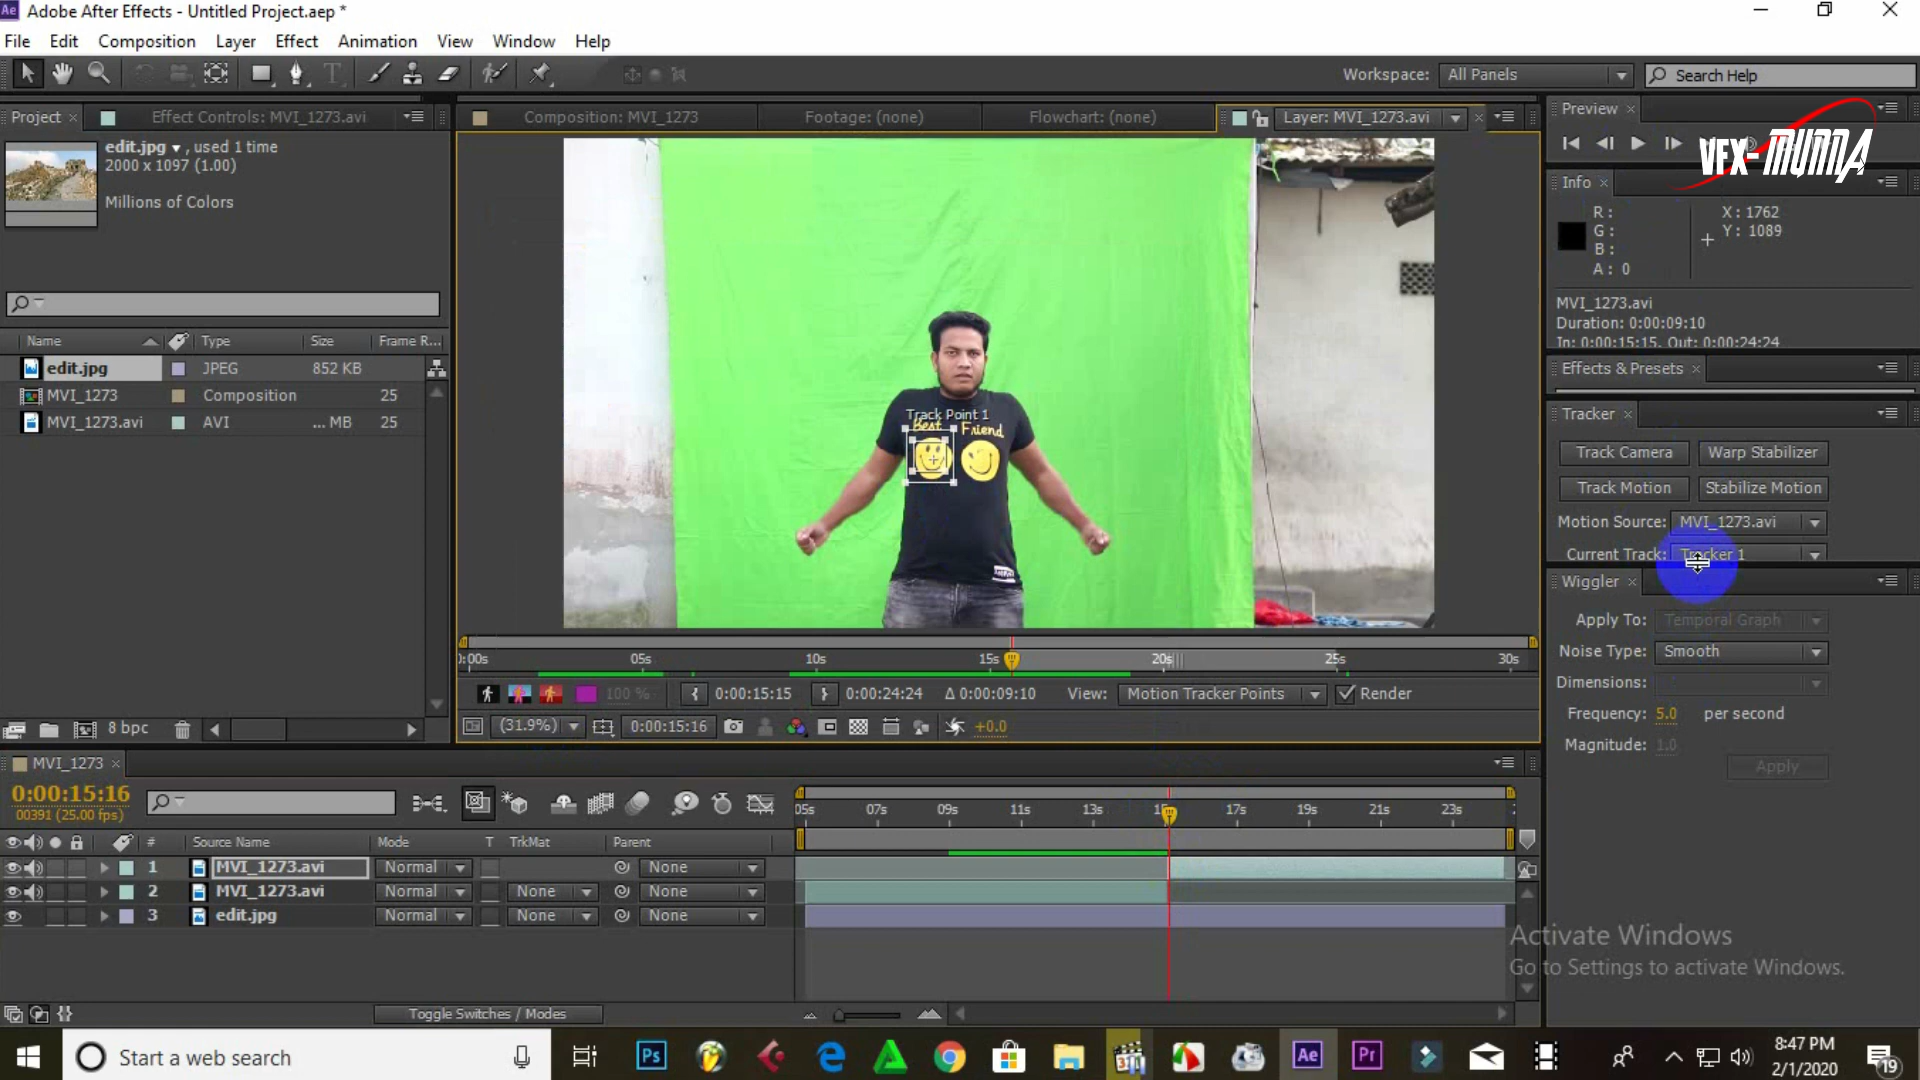 Ae Adobe After Effects - Untitled Project.aep *
File Edit Composition Layer Effect Animation View Window Help
Workspace: All Panels Search Help
Project Effect Controls: MVI_1273.avi
edit.jpg , used 1 time
2000 x 1097 (1.00)
Millions of Colors
Name Type Size Frame R...
edit.jpg JPEG 852 KB
MVI_1273 Composition 25
MVI_1273.avi AVI ... MB 25
8 bpc
Composition: MVI_1273 Footage: (none) Flowchart: (none) Layer: MVI_1273.avi
Track Point 1
Best Friend
0:00s 05s 10s 15s 20s 25s 30s
100 % 0:00:15:15 0:00:24:24 Δ 0:00:09:10 View: Motion Tracker Points Render
(31.9%) 0:00:15:16 +0.0
Preview
VFX-MUMA
Info
R: X: 1762
G: Y: 1089
B:
A: 0
MVI_1273.avi
Duration: 0:00:09:10
In: 0:00:15:15, Out: 0:00:24:24
Effects & Presets
Tracker
Track Camera Warp Stabilizer
Track Motion Stabilize Motion
Motion Source: MVI_1273.avi
Current Track: Tracker 1
Wiggler
Apply To: Temporal Graph
Noise Type: Smooth
Dimensions:
Frequency: 5.0 per second
Magnitude: 1.0
Apply
MVI_1273
0:00:15:16
00391 (25.00 fps)
05s 07s 09s 11s 13s 17s 19s 21s 23s
# Source Name Mode T TrkMat Parent
1 MVI_1273.avi Normal None
2 MVI_1273.avi Normal None None
3 edit.jpg Normal None None
Toggle Switches / Modes
Activate Windows
Go to Settings to activate Windows.
Start a web search
Ps Ae Pr
8:47 PM
2/1/2020
19